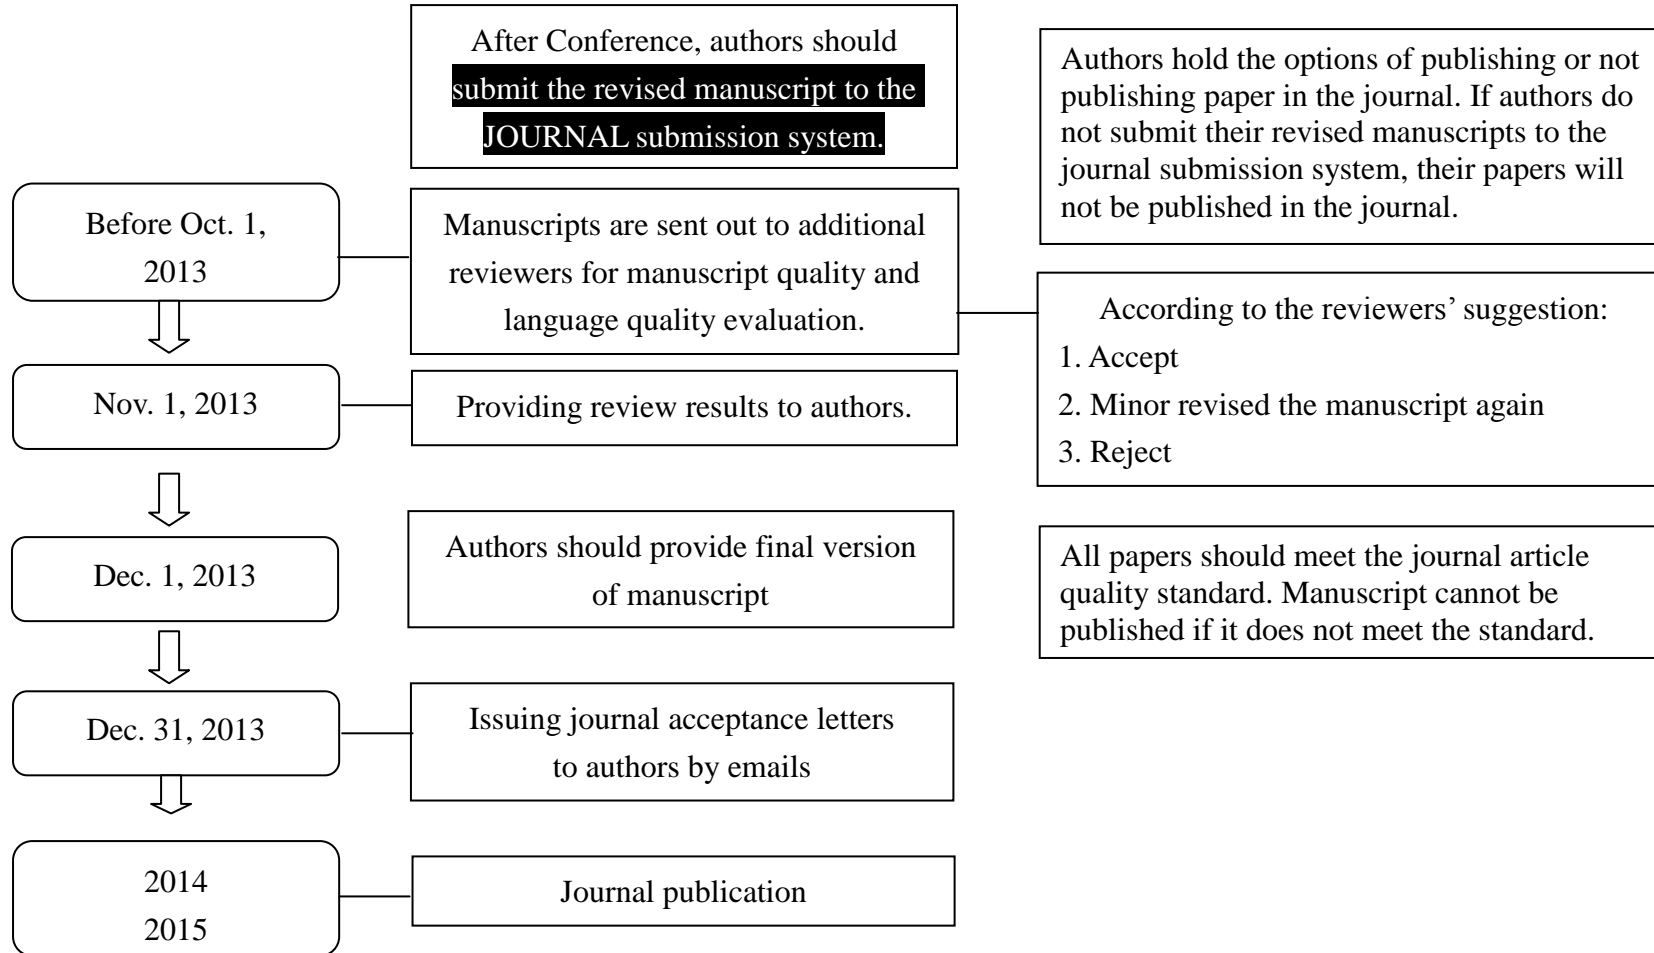 After Conference, authors should
submit the revised manuscript to the
JOURNAL submission system.
Authors hold the options of publishing or not
publishing paper in the journal. If authors do
not submit their revised manuscripts to the
journal submission system, their papers will
not be published in the journal.
Before Oct. 1,
2013
Manuscripts are sent out to additional
reviewers for manuscript quality and
language quality evaluation.
According to the reviewers’ suggestion:
1. Accept
2. Minor revised the manuscript again
3. Reject
Nov. 1, 2013
Providing review results to authors.
Dec. 1, 2013
Authors should provide final version
of manuscript
All papers should meet the journal article
quality standard. Manuscript cannot be
published if it does not meet the standard.
Dec. 31, 2013
Issuing journal acceptance letters
to authors by emails
2014
2015
Journal publication